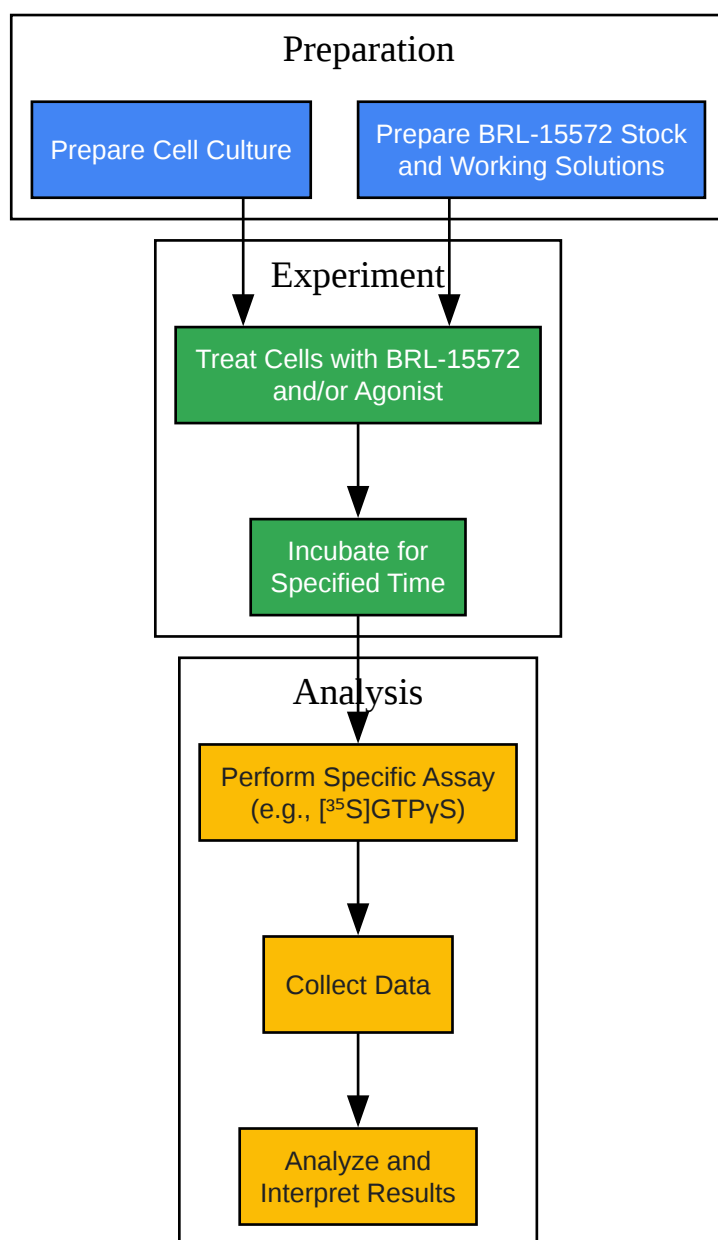 Preparation
Prepare Cell Culture
Prepare BRL-15572 Stock
and Working Solutions
Experiment
Treat Cells with BRL-15572
and/or Agonist
Incubate for
Specified Time
Analysis
Perform Specific Assay
(e.g., [³⁵S]GTPγS)
Collect Data
Analyze and
Interpret Results